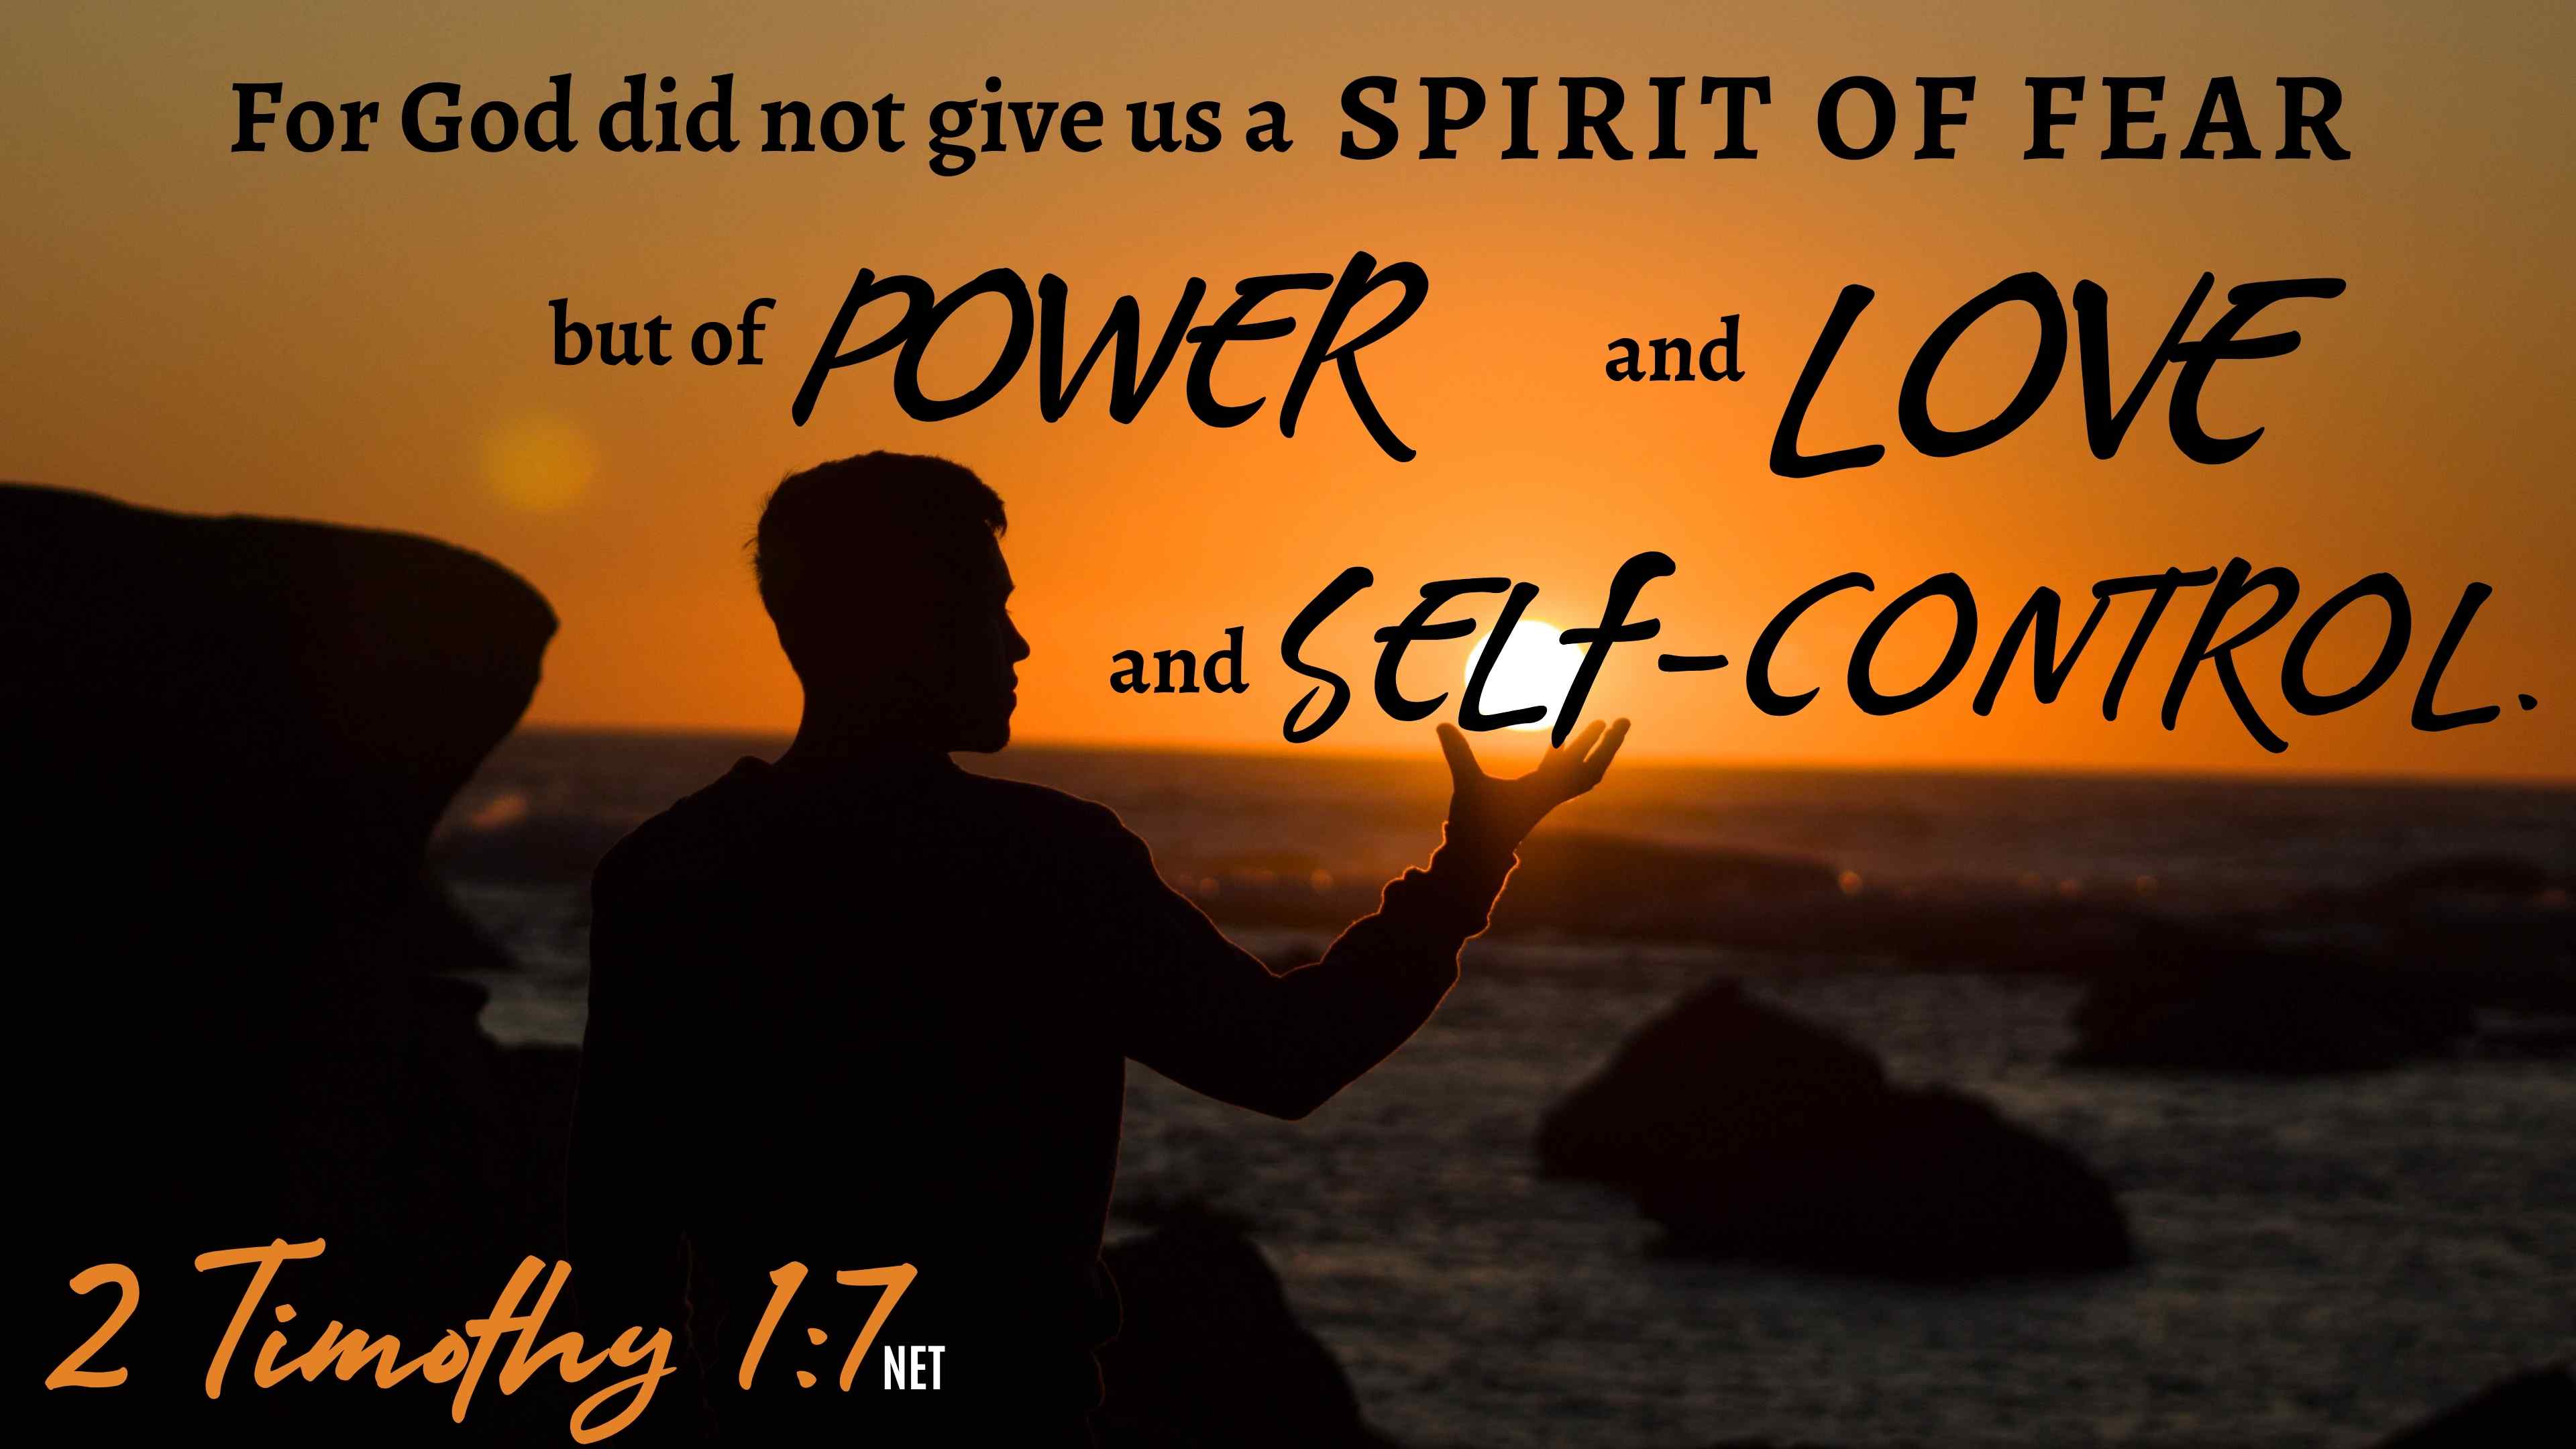 For God did not give us a SPIRIT OF FEAR
but of POWER and LOVE
and SELf-CONTROL.
2 Timothy 1:7 NET